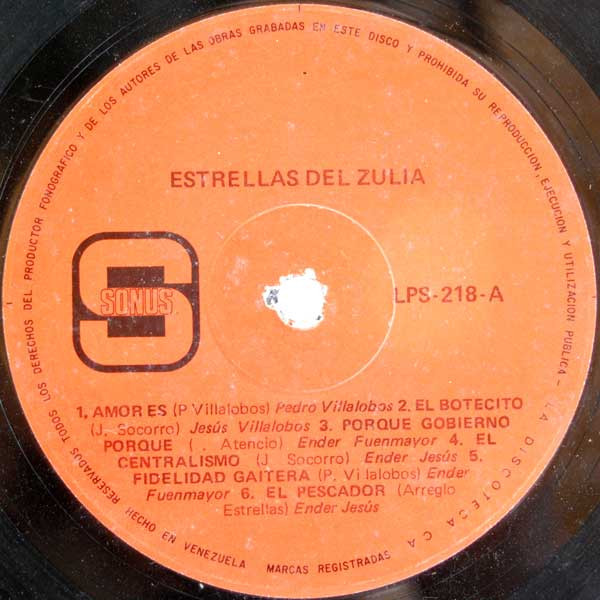 RESERVADOS TODOS LOS DERECHOS DEL PRODUCTOR FONOGRAFICO Y DE LOS AUTORES DE LAS OBRAS GRABADAS EN ESTE DISCO Y PROHIBIDA SU REPRODUCCION, EJECUCION Y UTILIZACION PUBLICA - LA DISCOTECA C A
ESTRELLAS DEL ZULIA
SONUS
LPS-218-A
1. AMOR ES (P. Villalobos) Pedro Villalobos 2. EL BOTECITO
(J. Socorro) Jesús Villalobos 3. PORQUE GOBIERNO
PORQUE ( . Atencio) Ender Fuenmayor 4. EL
CENTRALISMO (J. Socorro) Ender Jesús 5.
FIDELIDAD GAITERA (P. Vi lalobos) Ender
Fuenmayor 6. EL PESCADOR (Arreglo
Estrellas) Ender Jesús
HECHO EN VENEZUELA MARCAS REGISTRADAS